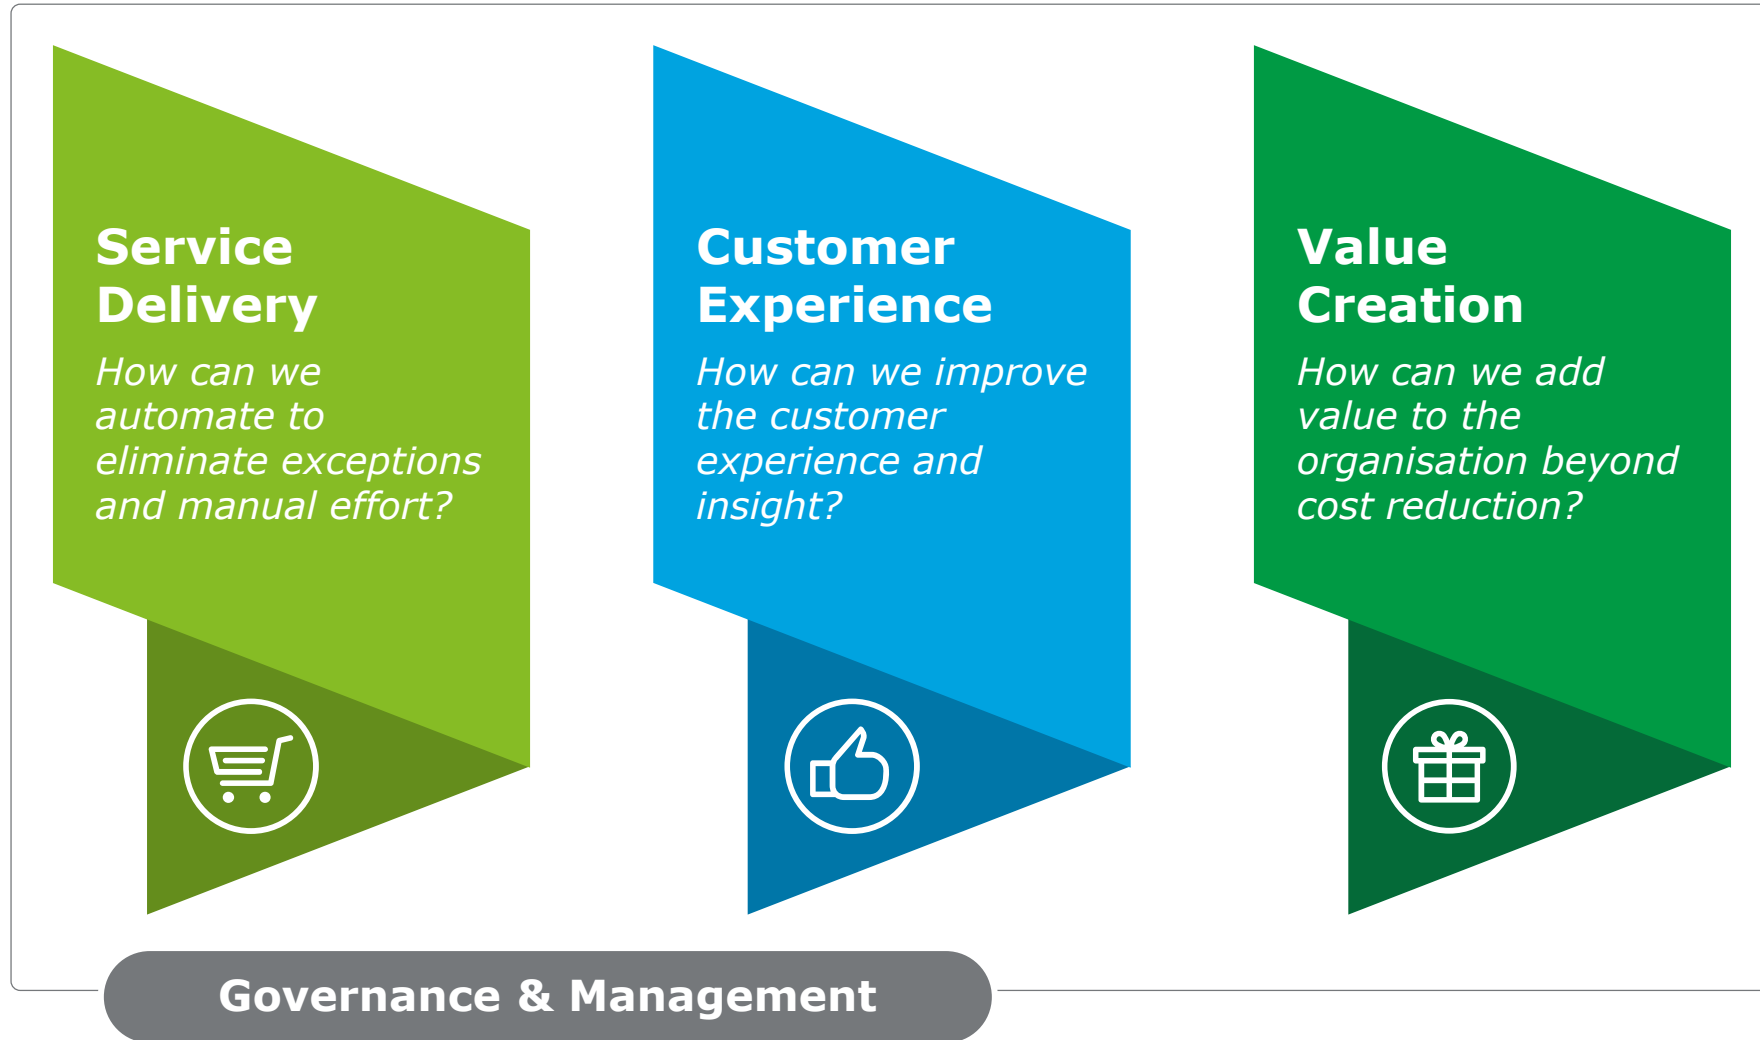 Service
Delivery
How can we
automate to
eliminate exceptions
and manual effort?
Customer
Experience
How can we improve
the customer
experience and
insight?
Value
Creation
How can we add
value to the
organisation beyond
cost reduction?
Governance & Management